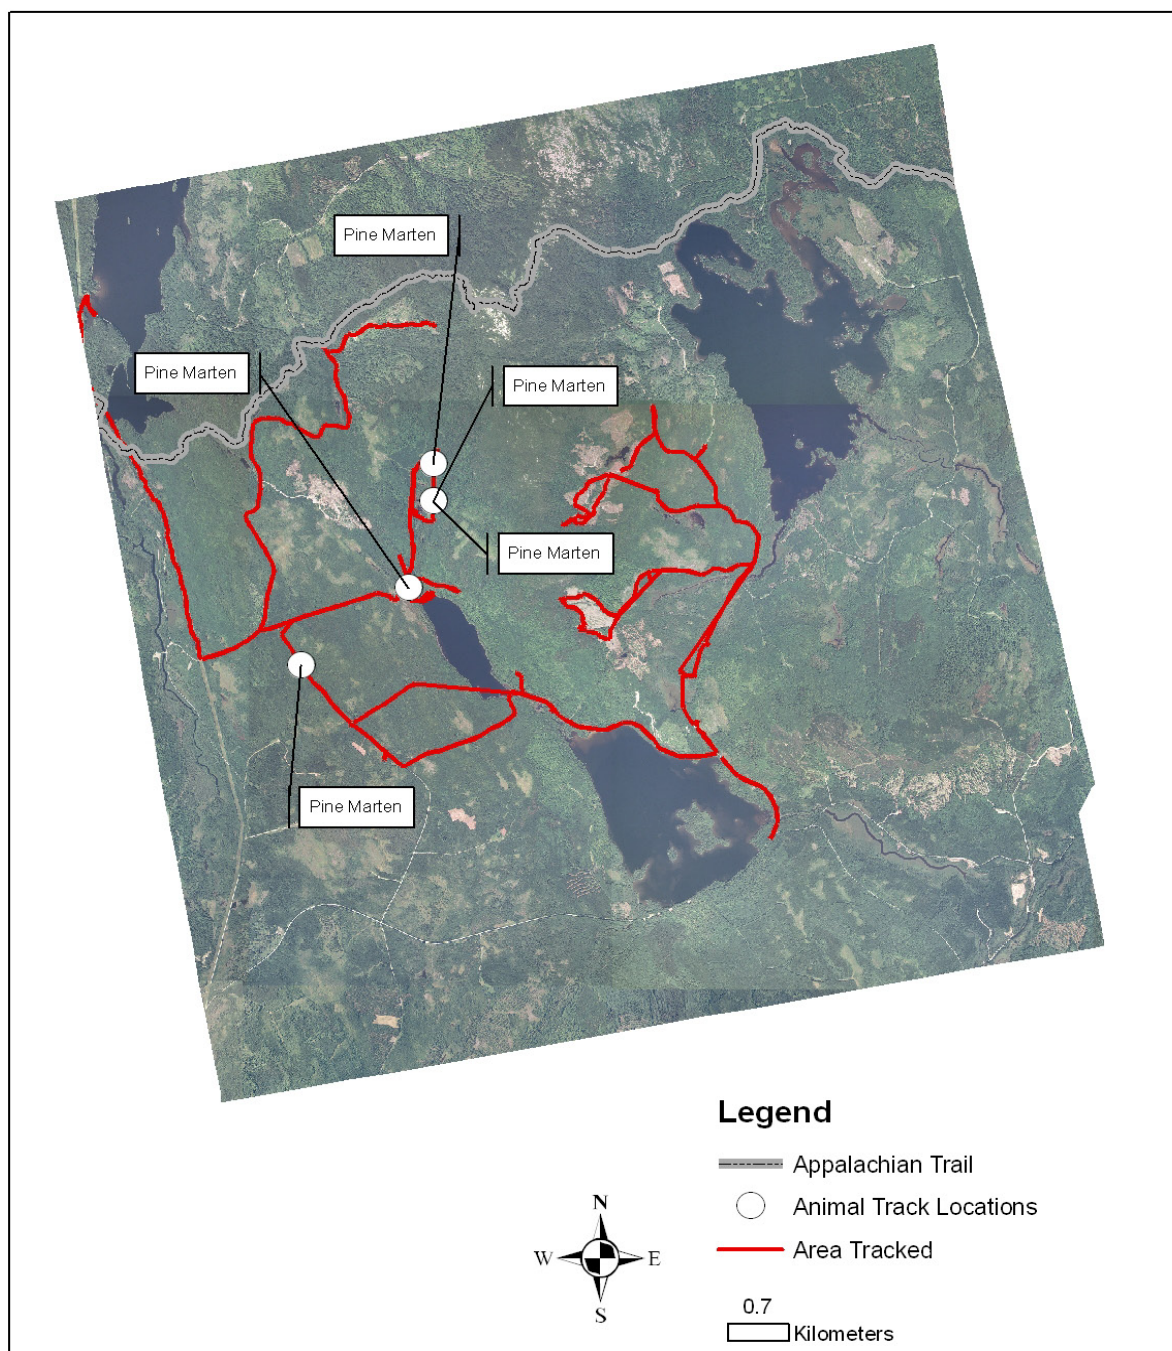 Pine Marten
Pine Marten
Pine Marten
Pine Marten
Pine Marten
Legend
Appalachian Trail
Animal Track Locations
Area Tracked
N
W
E
S
0.7
Kilometers